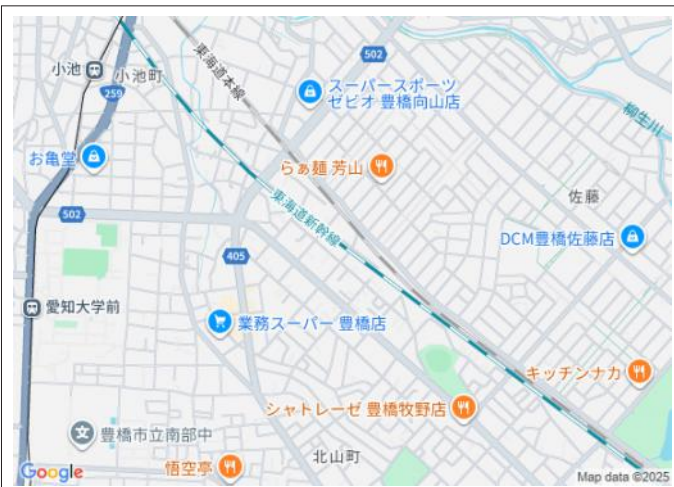 502
東海道本線
小池
小池町
259
スーパースポーツ
ゼビオ 豊橋向山店
柳生川
お亀堂
らぁ麺 芳山
佐藤
502
東海道新幹線
DCM豊橋佐藤店
405
愛知大学前
業務スーパー 豊橋店
キッチンナカ
シャトレーゼ 豊橋牧野店
豊橋市立南部中
北山町
悟空亭
Google
Map data ©2025